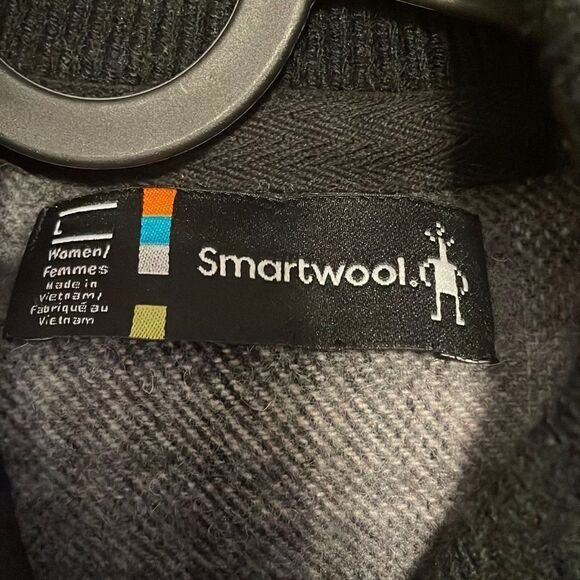 L
Women/
Femmes
Made in
Vietnam/
Fabriqué au
Vietnam
Smartwool.